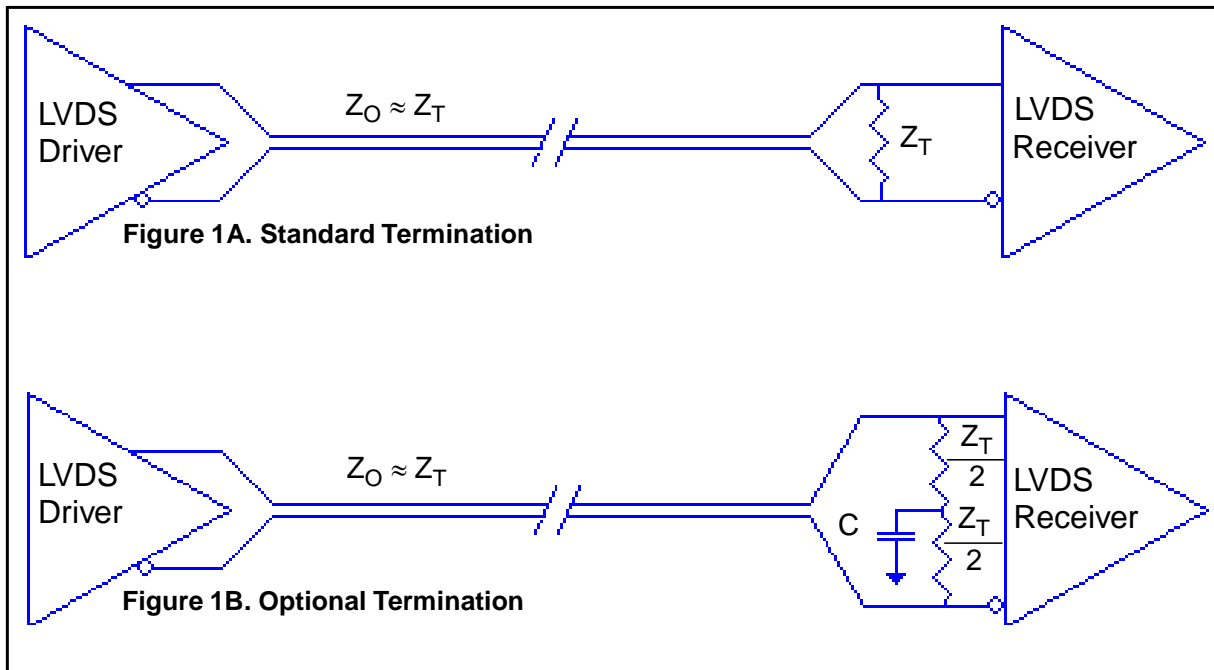 LVDS
Driver
Z_O ≈ Z_T
Z_T
LVDS
Receiver
Figure 1A. Standard Termination
LVDS
Driver
Z_O ≈ Z_T
C
Z_T
2
Z_T
2
LVDS
Receiver
Figure 1B. Optional Termination